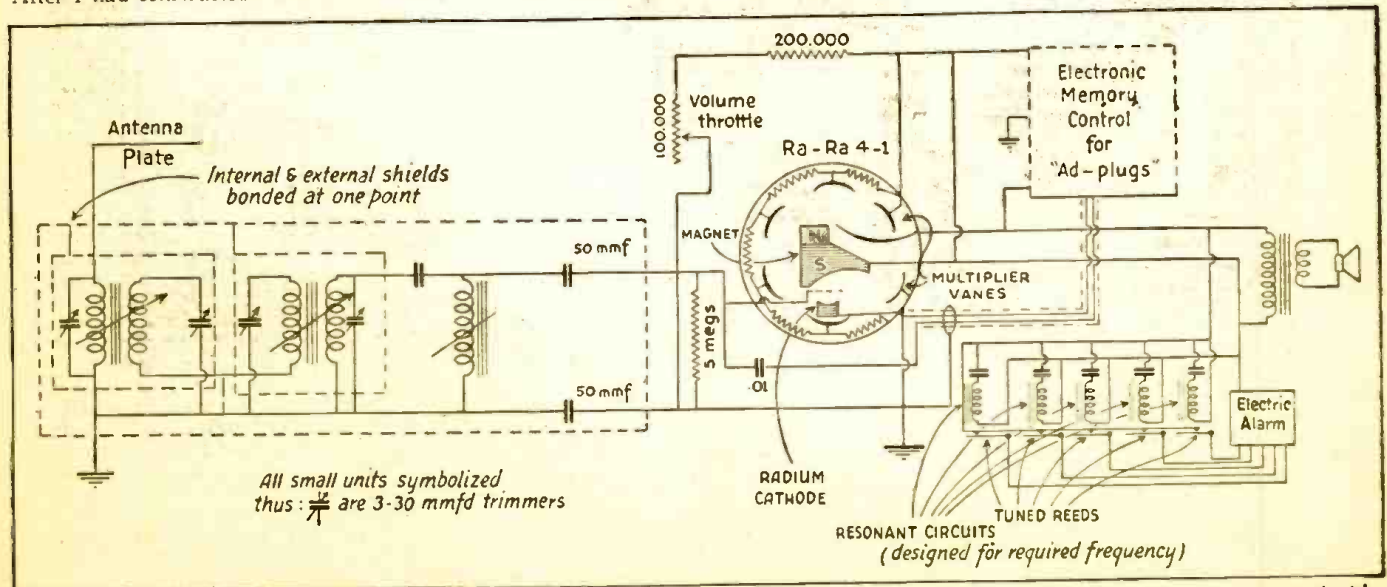 200.000
100.000
Volume
throttle
Electronic
Memory
Control
for
"Ad-plugs"
Antenna
Plate
Ra-Ra 4-1
Internal & external shields
bonded at one point
50 mmf
MAGNET
N
S
MULTIPLIER
VANES
5 megs
.01
50 mmf
Electric
Alarm
All small units symbolized
thus: are 3-30 mmfd trimmers
RADIUM
CATHODE
TUNED REEDS
RESONANT CIRCUITS
(designed for required frequency)